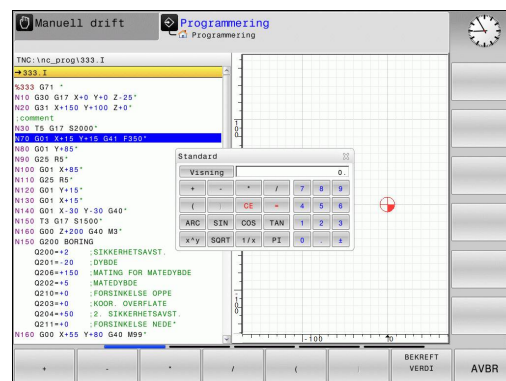 Manuell drift
Programmering
Programmering
TNC:\nc_prog\333.I
→333.I
%333 G71 *
N10 G30 G17 X+0 Y+0 Z-25*
N20 G31 X+150 Y+100 Z+0*
;comment
N30 T5 G17 S2000*
N70 G01 X+15 Y+15 G41 F350*
N80 G01 Y+85*
N90 G25 R5*
N100 G01 X+85*
N110 G25 R5*
N120 G01 Y+15*
N130 G01 X+15*
N140 G01 X-30 Y-30 G40*
N150 T3 G17 S1500*
N160 G00 Z+200 G40 M3*
N150 G200 BORING
Q200=+2 ;SIKKERHETSAVST.
Q201=-20 ;DYBDE
Q206=+150 ;MATING FOR MATEDYBDE
Q202=+5 ;MATEDYBDE
Q210=+0 ;FORSINKELSE OPPE
Q203=+0 ;KOOR. OVERFLATE
Q204=+50 ;2. SIKKERHETSAVST.
Q211=+0 ;FORSINKELSE NEDE*
N160 G00 X+55 Y+80 G40 M99*
Standard
Visning 0.
+ - * / 7 8 9
( ) CE = 4 5 6
ARC SIN COS TAN 1 2 3
x^y SQRT 1/x PI 0 . ±
-100
+ - * / ( ) BEKREFT VERDI AVBR